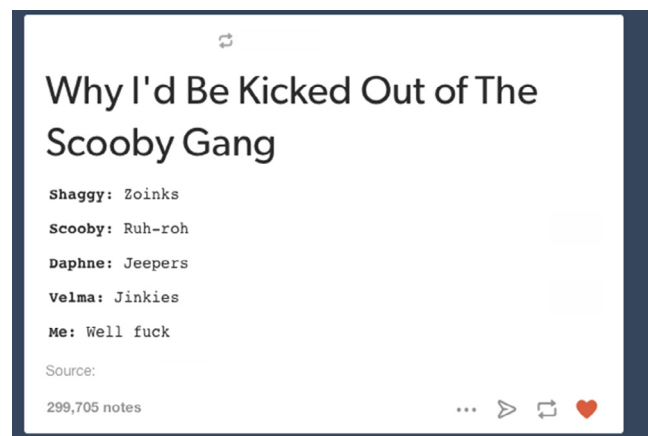 Why I'd Be Kicked Out of The
Scooby Gang
Shaggy: Zoinks
Scooby: Ruh-roh
Daphne: Jeepers
Velma: Jinkies
Me: Well fuck
Source:
299,705 notes